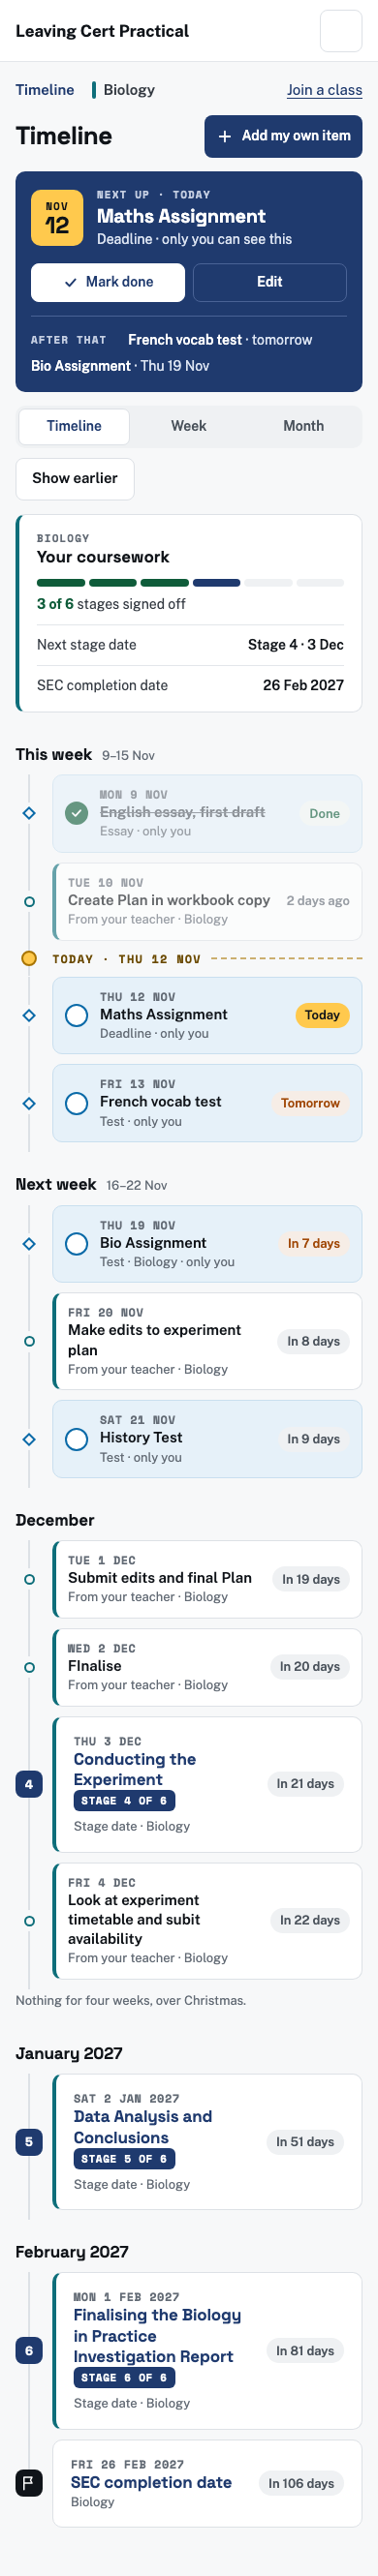 Leaving Cert Practical
Timeline Biology Join a class
Timeline
Add my own item
NOV
12
NEXT UP · TODAY
Maths Assignment
Deadline · only you can see this
Mark done
Edit
AFTER THAT French vocab test · tomorrow
Bio Assignment · Thu 19 Nov
Timeline Week Month
Show earlier
BIOLOGY
Your coursework
3 of 6 stages signed off
Next stage date Stage 4 · 3 Dec
SEC completion date 26 Feb 2027
This week 9–15 Nov
MON 9 NOV
English essay, first draft
Essay · only you
Done
TUE 10 NOV
Create Plan in workbook copy
From your teacher · Biology
2 days ago
TODAY · THU 12 NOV
THU 12 NOV
Maths Assignment
Deadline · only you
Today
FRI 13 NOV
French vocab test
Test · only you
Tomorrow
Next week 16–22 Nov
THU 19 NOV
Bio Assignment
Test · Biology · only you
In 7 days
FRI 20 NOV
Make edits to experiment
plan
From your teacher · Biology
In 8 days
SAT 21 NOV
History Test
Test · only you
In 9 days
December
TUE 1 DEC
Submit edits and final Plan
From your teacher · Biology
In 19 days
WED 2 DEC
FInalise
From your teacher · Biology
In 20 days
4
THU 3 DEC
Conducting the
Experiment
STAGE 4 OF 6
Stage date · Biology
In 21 days
FRI 4 DEC
Look at experiment
timetable and subit
availability
From your teacher · Biology
In 22 days
Nothing for four weeks, over Christmas.
January 2027
5
SAT 2 JAN 2027
Data Analysis and
Conclusions
STAGE 5 OF 6
Stage date · Biology
In 51 days
February 2027
6
MON 1 FEB 2027
Finalising the Biology
in Practice
Investigation Report
STAGE 6 OF 6
Stage date · Biology
In 81 days
FRI 26 FEB 2027
SEC completion date
Biology
In 106 days